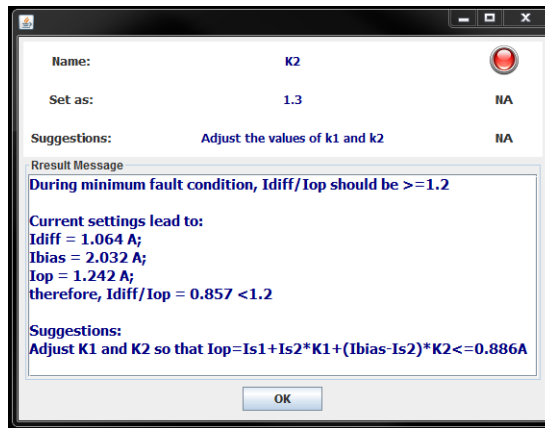 Name: K2
Set as: 1.3 NA
Suggestions: Adjust the values of k1 and k2 NA
Rresult Message
During minimum fault condition, Idiff/Iop should be >=1.2
Current settings lead to:
Idiff = 1.064 A;
Ibias = 2.032 A;
Iop = 1.242 A;
therefore, Idiff/Iop = 0.857 <1.2
Suggestions:
Adjust K1 and K2 so that Iop=Is1+Is2*K1+(Ibias-Is2)*K2<=0.886A
OK